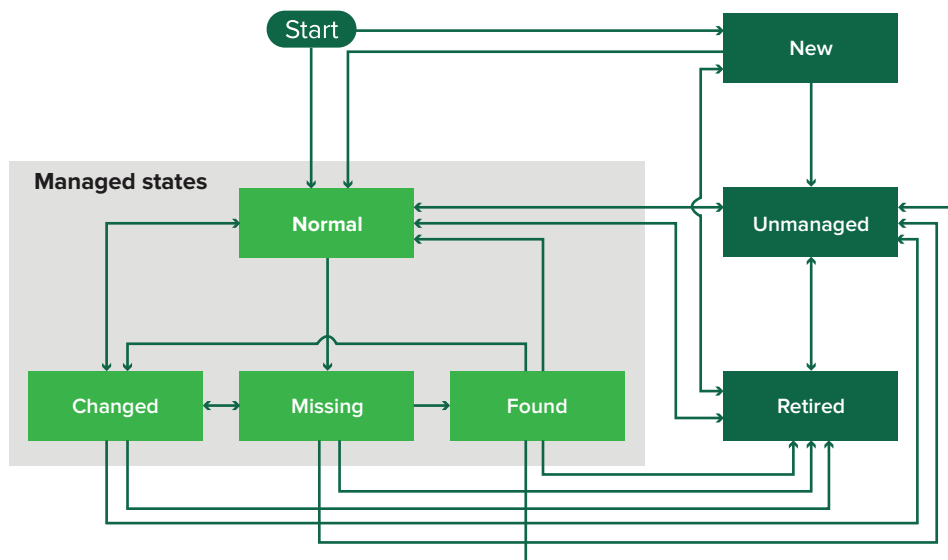 Start
New
Managed states
Normal
Unmanaged
Changed
Missing
Found
Retired